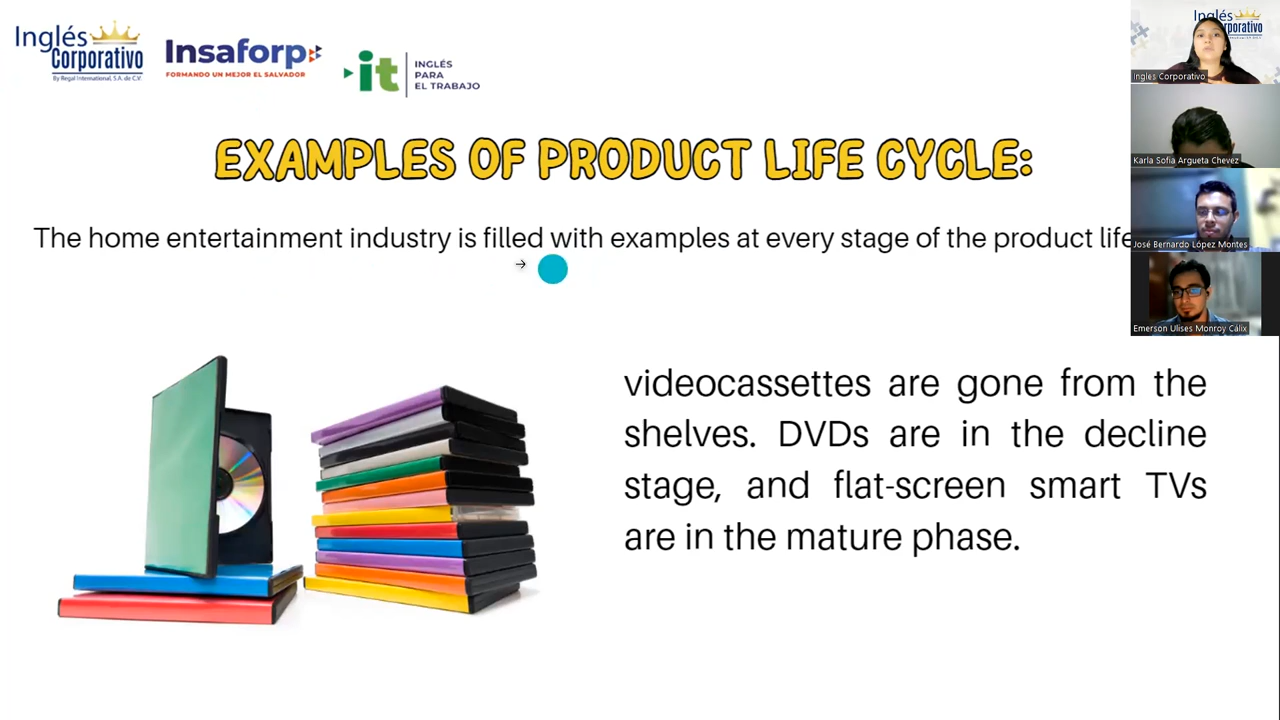 Inglés
Corporativo
By Regal International, S.A. de C.V.
Insaforp
FORMANDO UN MEJOR EL SALVADOR
it
INGLÉS
PARA
EL TRABAJO
EXAMPLES OF PRODUCT LIFE CYCLE:
The home entertainment industry is filled with examples at every stage of the product life
videocassettes are gone from the
shelves. DVDs are in the decline
stage, and flat-screen smart TVs
are in the mature phase.
Inglés
Corporativo
Ingles Corporativo
Karla Sofia Argueta Chevez
José Bernardo López Montes
Emerson Ulises Monroy Cálix